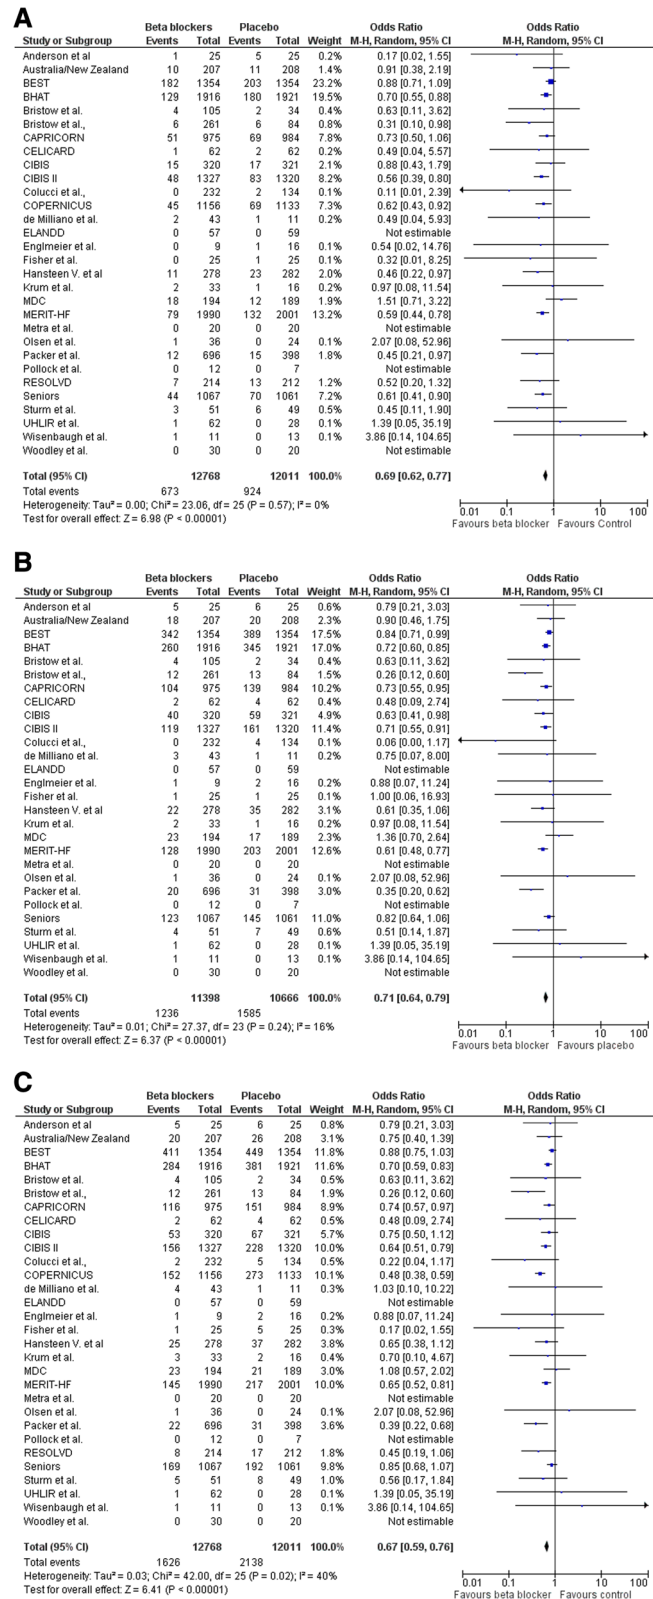 A
Beta blockers Placebo Odds Ratio Odds Ratio
Study or Subgroup Events Total Events Total Weight M-H, Random, 95% CI M-H, Random, 95% CI
Anderson et al 1 25 5 25 0.2% 0.17 [0.02, 1.55]
Australia/New Zealand 10 207 11 208 1.4% 0.91 [0.38, 2.19]
BEST 182 1354 203 1354 23.2% 0.88 [0.71, 1.09]
BHAT 129 1916 180 1921 19.5% 0.70 [0.55, 0.88]
Bristow et al. 4 105 2 34 0.4% 0.63 [0.11, 3.62]
Bristow et al., 6 261 6 84 0.8% 0.31 [0.10, 0.98]
CAPRICORN 51 975 69 984 7.8% 0.73 [0.50, 1.06]
CELICARD 1 62 2 62 0.2% 0.49 [0.04, 5.57]
CIBIS 15 320 17 321 2.1% 0.88 [0.43, 1.79]
CIBIS II 48 1327 83 1320 8.1% 0.56 [0.39, 0.80]
Colucci et al., 0 232 2 134 0.1% 0.11 [0.01, 2.39]
COPERNICUS 45 1156 69 1133 7.3% 0.62 [0.43, 0.92]
de Milliano et al. 2 43 1 11 0.2% 0.49 [0.04, 5.93]
ELANDD 0 57 0 59 Not estimable
Englmeier et al. 0 9 1 16 0.1% 0.54 [0.02, 14.76]
Fisher et al. 0 25 1 25 0.1% 0.32 [0.01, 8.25]
Hansteen V. et al 11 278 23 282 2.0% 0.46 [0.22, 0.97]
Krum et al. 2 33 1 16 0.2% 0.97 [0.08, 11.54]
MDC 18 194 12 189 1.9% 1.51 [0.71, 3.22]
MERIT-HF 79 1990 132 2001 13.2% 0.59 [0.44, 0.78]
Metra et al. 0 20 0 20 Not estimable
Olsen et al. 1 36 0 24 0.1% 2.07 [0.08, 52.96]
Packer et al. 12 696 15 398 1.8% 0.45 [0.21, 0.97]
Pollock et al. 0 12 0 7 Not estimable
RESOLVD 7 214 13 212 1.2% 0.52 [0.20, 1.32]
Seniors 44 1067 70 1061 7.2% 0.61 [0.41, 0.90]
Sturm et al. 3 51 6 49 0.5% 0.45 [0.11, 1.90]
UHLIR et al. 1 62 0 28 0.1% 1.39 [0.05, 35.19]
Wisenbaugh et al. 1 11 0 13 0.1% 3.86 [0.14, 104.65]
Woodley et al. 0 30 0 20 Not estimable
Total (95% CI) 12768 12011 100.0% 0.69 [0.62, 0.77]
Total events 673 924
Heterogeneity: Tau² = 0.00; Chi² = 23.06, df = 25 (P = 0.57); I² = 0%
Test for overall effect: Z = 6.98 (P < 0.00001)
0.01 0.1 1 10 100
Favours beta blocker Favours Control
B
Beta blockers Placebo Odds Ratio Odds Ratio
Study or Subgroup Events Total Events Total Weight M-H, Random, 95% CI M-H, Random, 95% CI
Anderson et al 5 25 6 25 0.6% 0.79 [0.21, 3.03]
Australia/New Zealand 18 207 20 208 2.3% 0.90 [0.46, 1.75]
BEST 342 1354 389 1354 17.5% 0.84 [0.71, 0.99]
BHAT 260 1916 345 1921 17.0% 0.72 [0.60, 0.85]
Bristow et al. 4 105 2 34 0.4% 0.63 [0.11, 3.62]
Bristow et al., 12 261 13 84 1.6% 0.26 [0.12, 0.60]
CAPRICORN 104 975 139 984 10.2% 0.73 [0.55, 0.95]
CELICARD 2 62 4 62 0.4% 0.48 [0.09, 2.74]
CIBIS 40 320 59 321 4.9% 0.63 [0.41, 0.98]
CIBIS II 119 1327 161 1320 11.4% 0.71 [0.55, 0.91]
Colucci et al., 0 232 4 134 0.1% 0.06 [0.00, 1.17]
de Milliano et al. 3 43 1 11 0.2% 0.75 [0.07, 8.00]
ELANDD 0 57 0 59 Not estimable
Englmeier et al. 1 9 2 16 0.2% 0.88 [0.07, 11.24]
Fisher et al. 1 25 1 25 0.1% 1.00 [0.06, 16.93]
Hansteen V. et al 22 278 35 282 3.1% 0.61 [0.35, 1.06]
Krum et al. 2 33 1 16 0.2% 0.97 [0.08, 11.54]
MDC 23 194 17 189 2.2% 1.36 [0.70, 2.64]
MERIT-HF 128 1990 203 2001 12.6% 0.61 [0.48, 0.77]
Metra et al. 0 20 0 20 Not estimable
Olsen et al. 1 36 0 24 0.1% 2.07 [0.08, 52.96]
Packer et al. 20 696 31 398 3.0% 0.35 [0.20, 0.62]
Pollock et al. 0 12 0 7 Not estimable
Seniors 123 1067 145 1061 11.0% 0.82 [0.64, 1.06]
Sturm et al. 4 51 7 49 0.6% 0.51 [0.14, 1.87]
UHLIR et al. 1 62 0 28 0.1% 1.39 [0.05, 35.19]
Wisenbaugh et al. 1 11 0 13 0.1% 3.86 [0.14, 104.65]
Woodley et al. 0 30 0 20 Not estimable
Total (95% CI) 11398 10666 100.0% 0.71 [0.64, 0.79]
Total events 1236 1585
Heterogeneity: Tau² = 0.01; Chi² = 27.37, df = 23 (P = 0.24); I² = 16%
Test for overall effect: Z = 6.37 (P < 0.00001)
0.01 0.1 1 10 100
Favours beta blocker Favours placebo
C
Beta blockers Placebo Odds Ratio Odds Ratio
Study or Subgroup Events Total Events Total Weight M-H, Random, 95% CI M-H, Random, 95% CI
Anderson et al 5 25 6 25 0.8% 0.79 [0.21, 3.03]
Australia/New Zealand 20 207 26 208 3.1% 0.75 [0.40, 1.39]
BEST 411 1354 449 1354 11.8% 0.88 [0.75, 1.03]
BHAT 284 1916 381 1921 11.6% 0.70 [0.59, 0.83]
Bristow et al. 4 105 2 34 0.5% 0.63 [0.11, 3.62]
Bristow et al., 12 261 13 84 2.0% 0.26 [0.12, 0.60]
CAPRICORN 116 975 151 984 8.9% 0.74 [0.57, 0.97]
CELICARD 2 62 4 62 0.5% 0.48 [0.09, 2.74]
CIBIS 53 320 67 321 6.0% 0.75 [0.50, 1.12]
CIBIS II 156 1327 228 1320 10.0% 0.64 [0.51, 0.79]
Colucci et al., 2 232 5 134 0.6% 0.22 [0.04, 1.17]
COPERNICUS 152 1156 273 1133 10.1% 0.48 [0.38, 0.59]
de Milliano et al. 4 43 1 11 0.3% 1.03 [0.10, 10.22]
ELANDD 0 57 0 59 Not estimable
Englmeier et al. 1 9 2 16 0.2% 0.88 [0.07, 11.24]
Fisher et al. 1 25 5 25 0.3% 0.17 [0.02, 1.55]
Hansteen V. et al 25 278 37 282 3.8% 0.65 [0.38, 1.12]
Krum et al. 3 33 2 16 0.4% 0.70 [0.10, 4.67]
MDC 23 194 21 189 3.0% 1.08 [0.57, 2.02]
MERIT-HF 145 1990 217 2001 10.0% 0.65 [0.52, 0.81]
Metra et al. 0 20 0 20 Not estimable
Olsen et al. 1 36 0 24 0.2% 2.07 [0.08, 52.96]
Packer et al. 22 696 31 398 3.6% 0.39 [0.22, 0.68]
Pollock et al. 0 12 0 7 Not estimable
RESOLVD 8 214 17 212 1.8% 0.45 [0.19, 1.06]
Seniors 169 1067 192 1061 9.8% 0.85 [0.68, 1.07]
Sturm et al. 5 51 8 49 0.9% 0.56 [0.17, 1.84]
UHLIR et al. 1 62 0 28 0.1% 1.39 [0.05, 35.19]
Wisenbaugh et al. 1 11 0 13 0.1% 3.86 [0.14, 104.65]
Woodley et al. 0 30 0 20 Not estimable
Total (95% CI) 12768 12011 100.0% 0.67 [0.59, 0.76]
Total events 1626 2138
Heterogeneity: Tau² = 0.03; Chi² = 42.00, df = 25 (P = 0.02); I² = 40%
Test for overall effect: Z = 6.41 (P < 0.00001)
0.01 0.1 1 10 100
Favours beta blocker Favours control